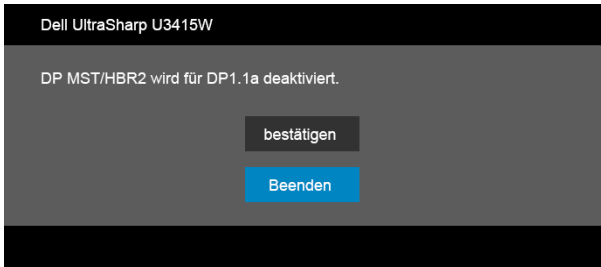 Dell UltraSharp U3415W
DP MST/HBR2 wird für DP1.1a deaktiviert.
bestätigen
Beenden